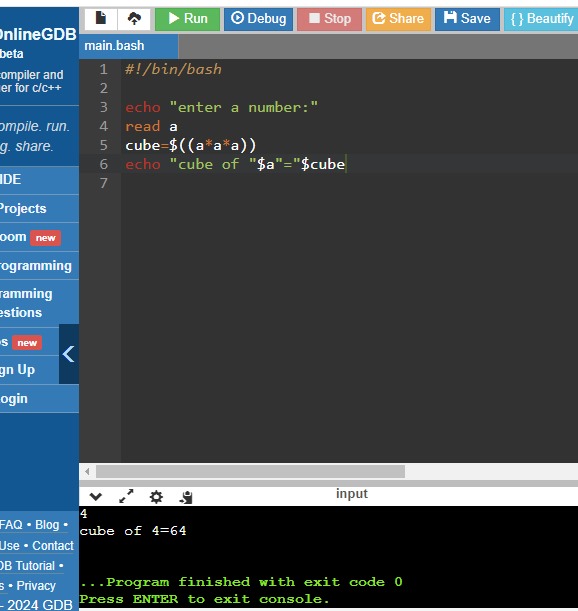 OnlineGDB
beta
compiler and
er for c/c++
ompile. run.
g. share.
IDE
Projects
oom new
rogramming
ramming
estions
s new
gn Up
ogin
FAQ • Blog •
Use • Contact
DB Tutorial •
s • Privacy
- 2024 GDB
Run Debug Stop Share Save { } Beautify
main.bash
1 #!/bin/bash
2
3 echo "enter a number:"
4 read a
5 cube=$((a*a*a))
6 echo "cube of "$a"="$cube
7
input
4
cube of 4=64
...Program finished with exit code 0
Press ENTER to exit console.